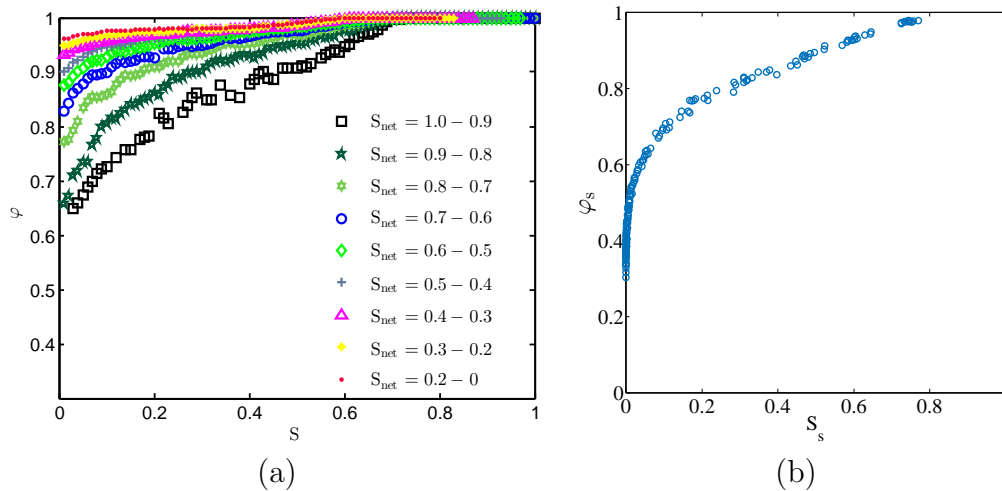 1
0.9
0.8
0.7
0.6
0.5
0.4
φ
0 0.2 0.4 0.6 0.8 1
S
S_net = 1.0 − 0.9
S_net = 0.9 − 0.8
S_net = 0.8 − 0.7
S_net = 0.7 − 0.6
S_net = 0.6 − 0.5
S_net = 0.5 − 0.4
S_net = 0.4 − 0.3
S_net = 0.3 − 0.2
S_net = 0.2 − 0
(a)
1
0.8
0.6
0.4
0.2
0
φ_s
0 0.2 0.4 0.6 0.8
S_s
(b)